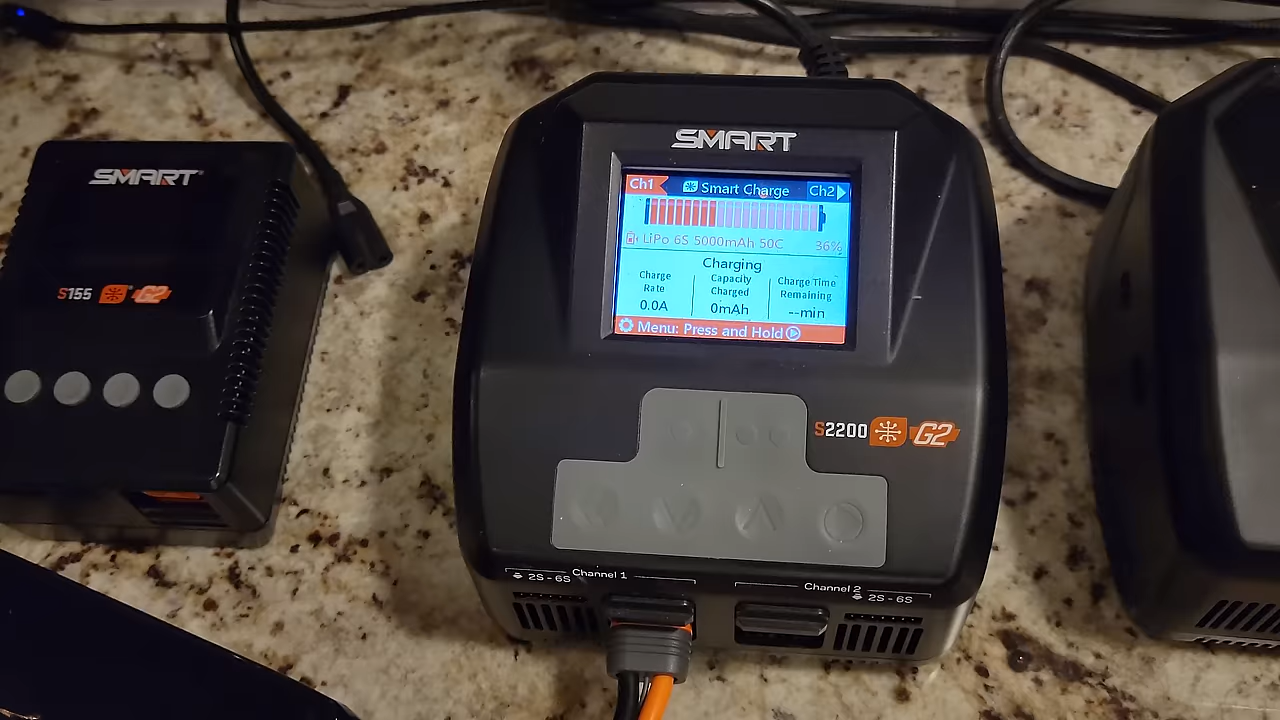 SMART
S155 G2
SMART
Ch1 Smart Charge Ch2
LiPo 6S 5000mAh 50C 36%
Charging
Charge Rate
0.0A
Capacity Charged
0mAh
Charge Time Remaining
--min
Menu: Press and Hold
S2200 G2
Channel 1
2S - 6S
Channel 2
2S - 6S